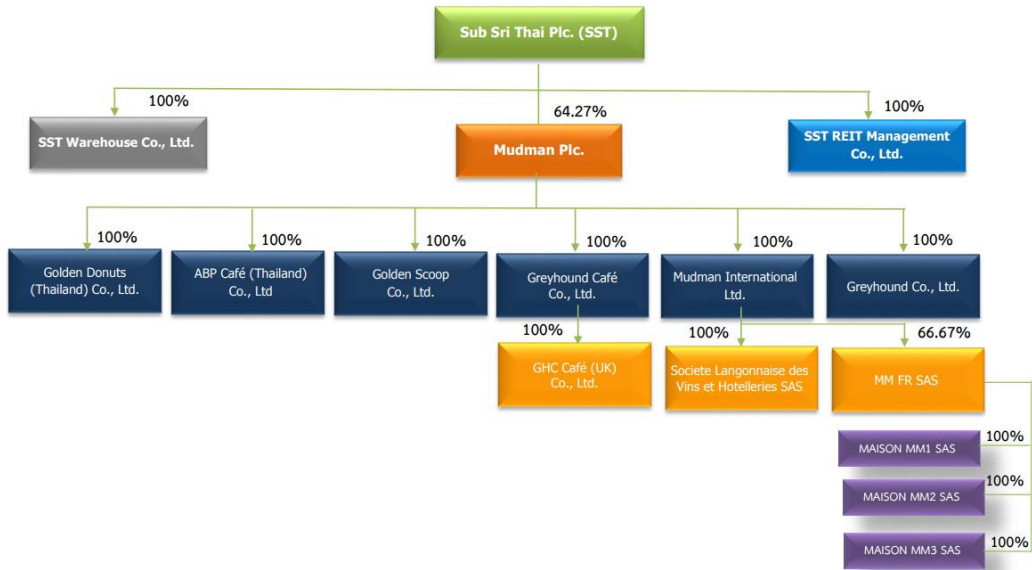 Sub Sri Thai Plc. (SST)
100%
64.27%
100%
SST Warehouse Co., Ltd.
Mudman Plc.
SST REIT Management
Co., Ltd.
100%
100%
100%
100%
100%
100%
Golden Donuts
(Thailand) Co., Ltd.
ABP Café (Thailand)
Co., Ltd
Golden Scoop
Co., Ltd.
Greyhound Café
Co., Ltd.
Mudman International
Ltd.
Greyhound Co., Ltd.
100%
100%
66.67%
GHC Café (UK)
Co., Ltd.
Societe Langonnaise des
Vins et Hotelleries SAS
MM FR SAS
MAISON MM1 SAS
100%
MAISON MM2 SAS
100%
MAISON MM3 SAS
100%